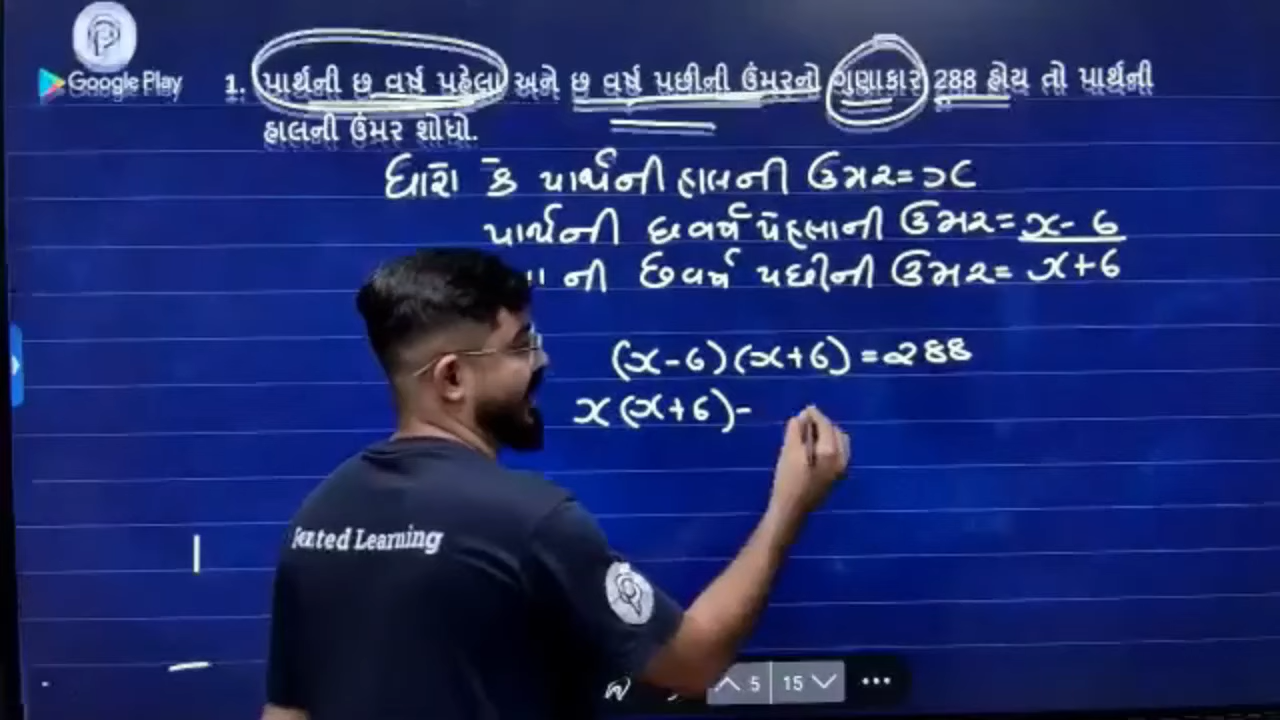 Google Play
1. પાર્થની છ વર્ષ પહેલા અને છ વર્ષ પછીની ઉંમરનો ગુણાકાર 288 હોય તો પાર્થની
હાલની ઉંમર શોધો.
ધારો કે પાર્થની હાલની ઉંમર = x
પાર્થની છ વર્ષ પહેલાની ઉંમર = x - 6
ની છ વર્ષ પછીની ઉંમર = x + 6
(x-6)(x+6) = 288
x(x+6)-
ted Learning
5 15